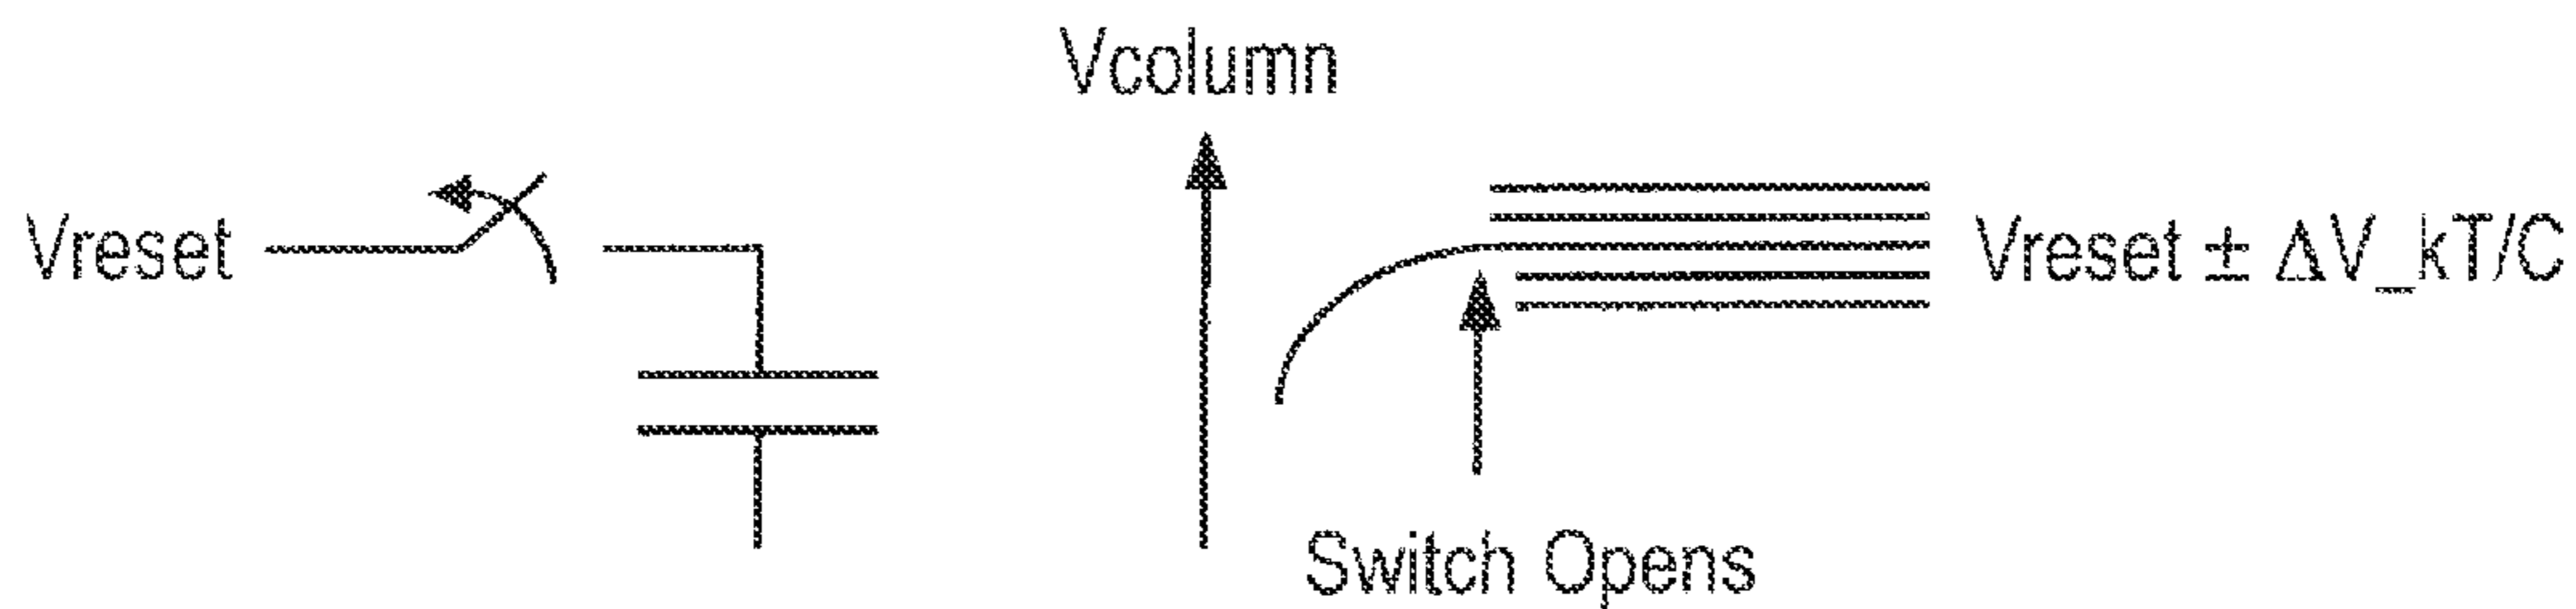 Vcolumn
Vreset
Vreset ± ΔV_kT/C
Switch Opens